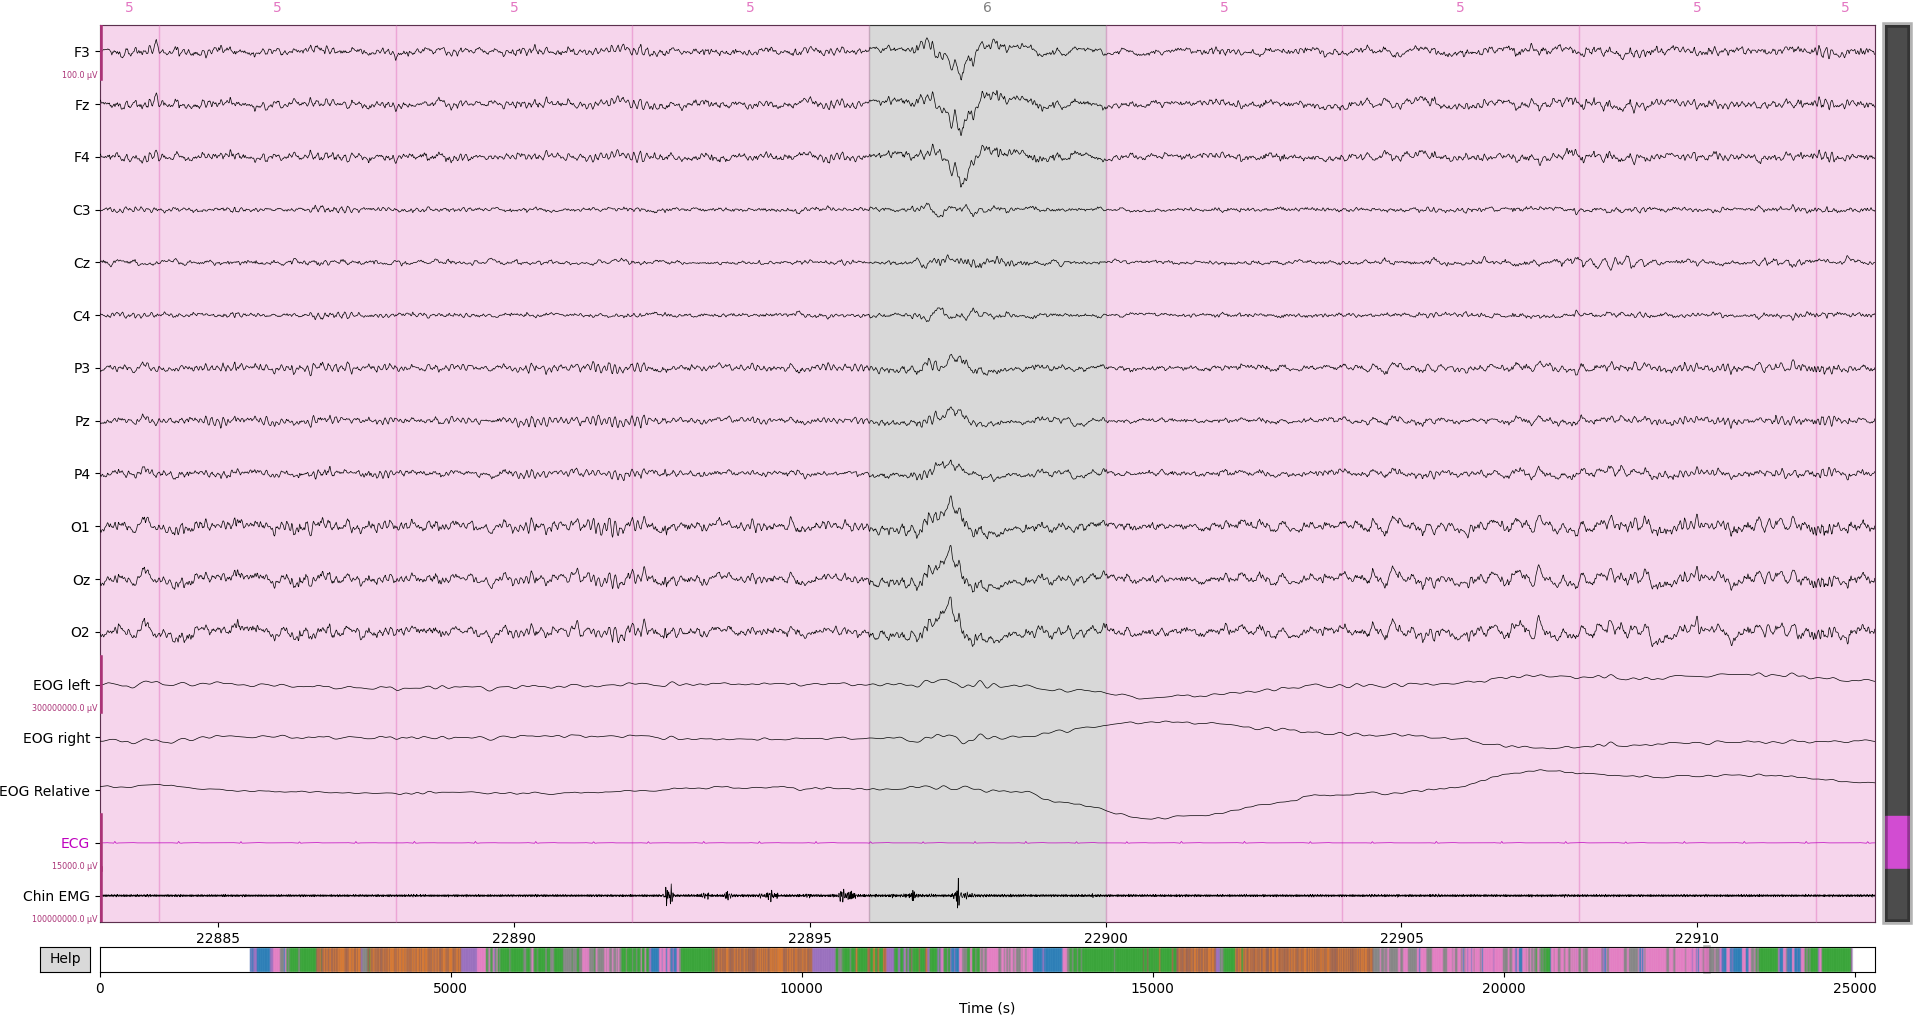 5 5 5 5 6 5 5 5 5
F3
100.0 µV
Fz
F4
C3
Cz
C4
P3
Pz
P4
O1
Oz
O2
EOG left
300000000.0 µV
EOG right
EOG Relative
ECG
15000.0 µV
Chin EMG
100000000.0 µV
22885 22890 22895 22900 22905 22910
Help
0 5000 10000 15000 20000 25000
Time (s)